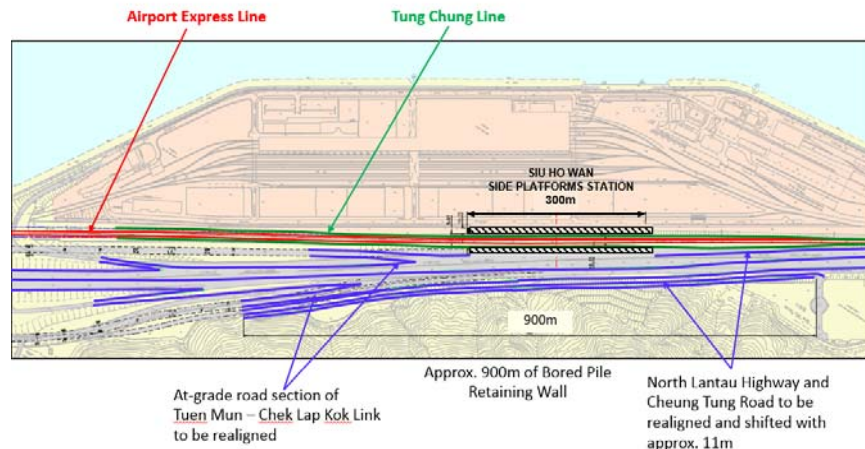 Airport Express Line
Tung Chung Line
SIU HO WAN
SIDE PLATFORMS STATION
300m
900m
At-grade road section of
Tuen Mun – Chek Lap Kok Link
to be realigned
Approx. 900m of Bored Pile
Retaining Wall
North Lantau Highway and
Cheung Tung Road to be
realigned and shifted with
approx. 11m